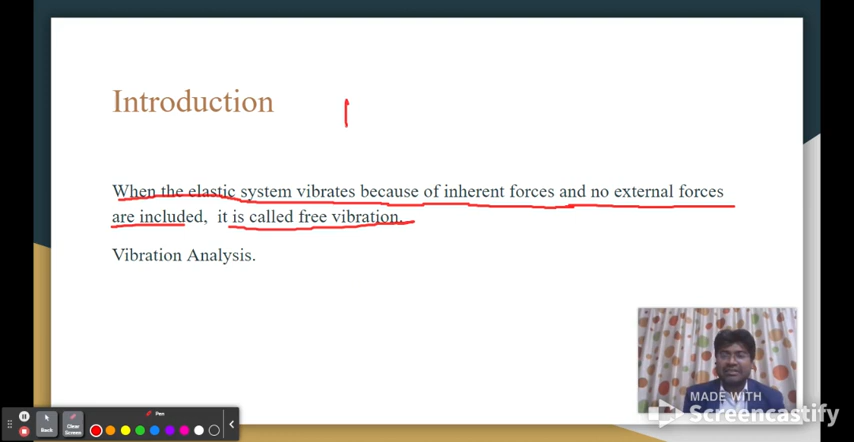 Introduction
When the elastic system vibrates because of inherent forces and no external forces
are included, it is called free vibration.
Vibration Analysis.
MADE WITH
Screencastify
Pen
Back
Clear
Screen